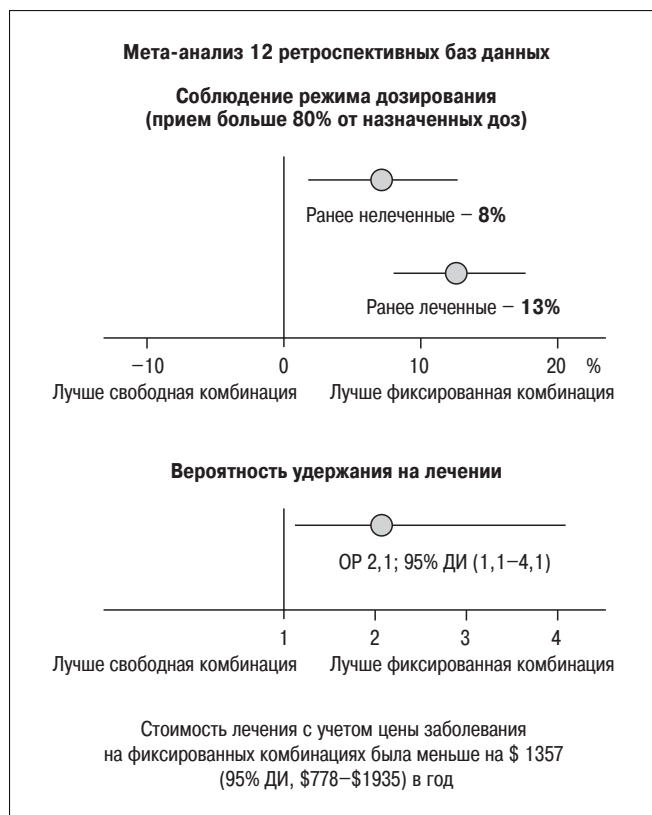 Мета-анализ 12 ретроспективных баз данных
Соблюдение режима дозирования
(прием больше 80% от назначенных доз)
Ранее нелеченные – 8%
Ранее леченные – 13%
–10 0 10 20 %
Лучше свободная комбинация Лучше фиксированная комбинация
Вероятность удержания на лечении
ОР 2,1; 95% ДИ (1,1–4,1)
1 2 3 4
Лучше свободная комбинация Лучше фиксированная комбинация
Стоимость лечения с учетом цены заболевания
на фиксированных комбинациях была меньше на $ 1357
(95% ДИ, $778–$1935) в год